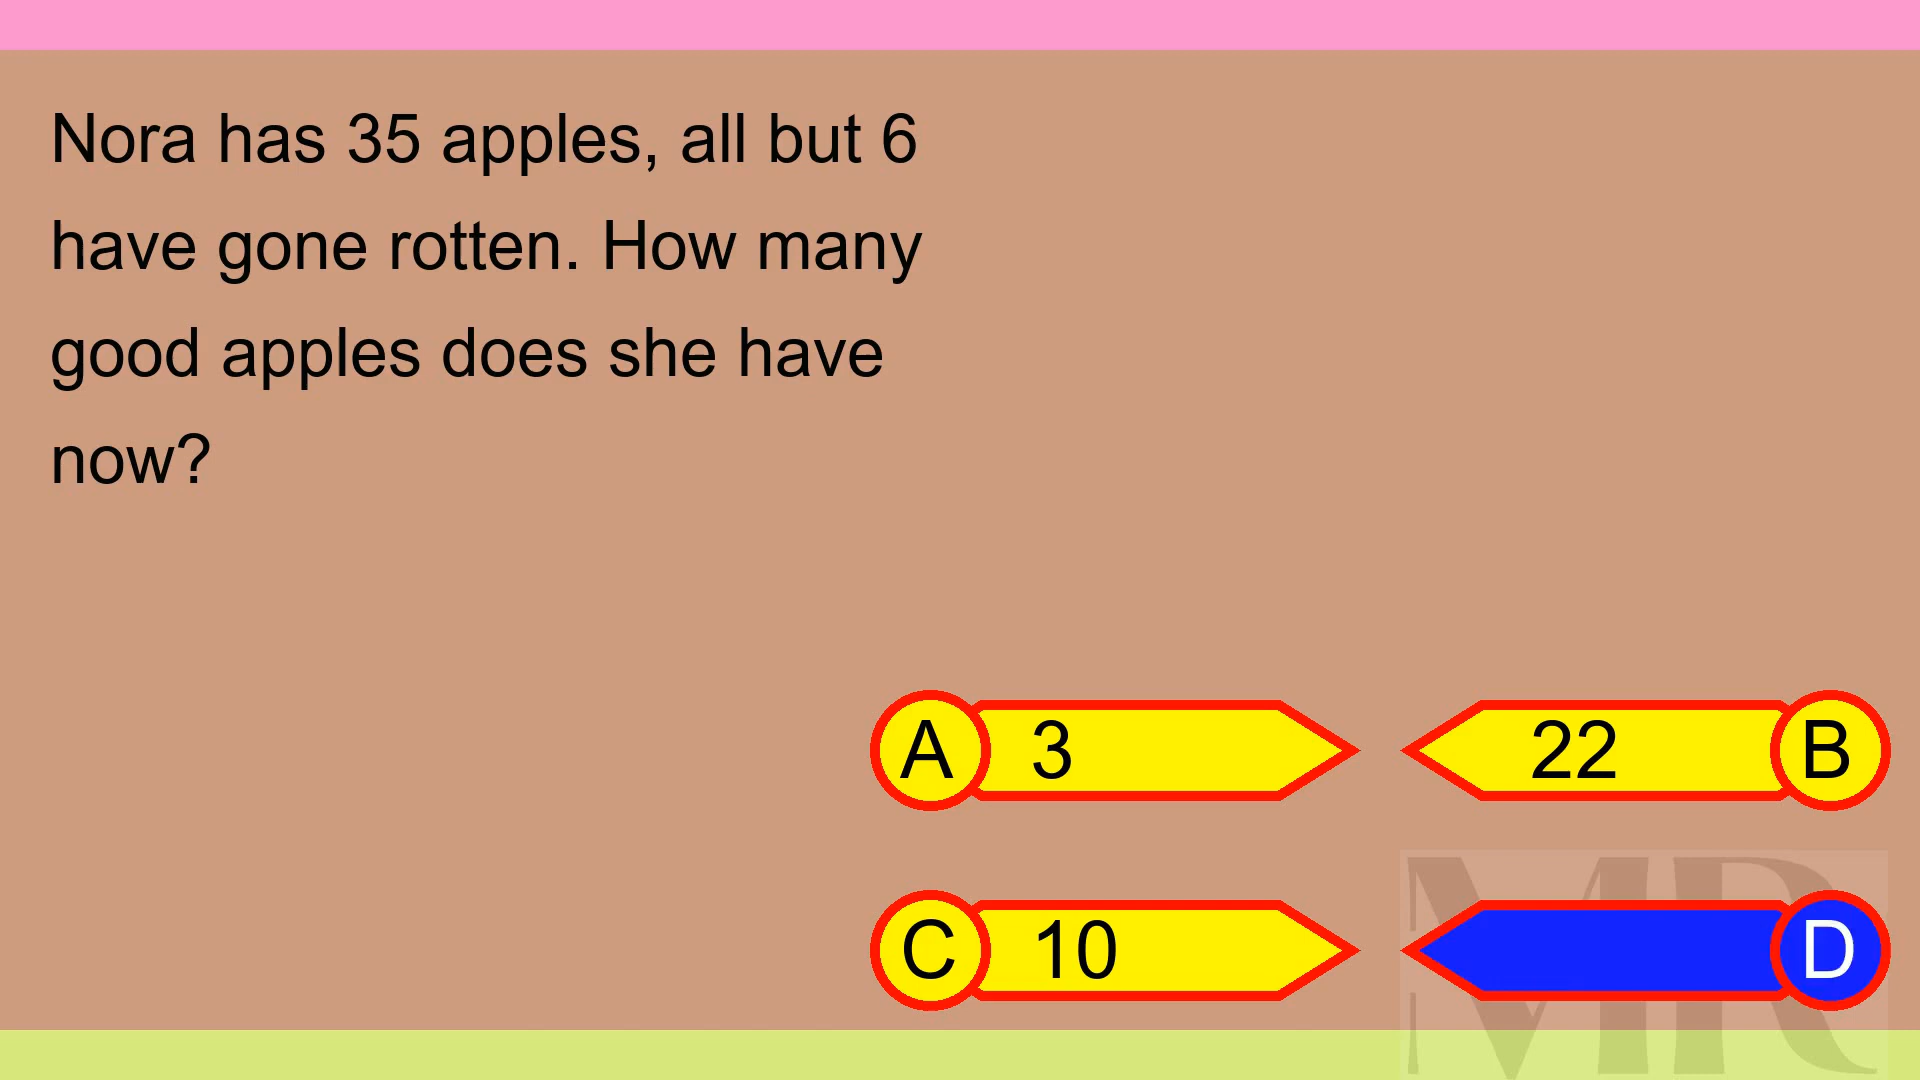 Nora has 35 apples, all but 6
have gone rotten. How many
good apples does she have
now?
A 3
22 B
C 10
D
MR